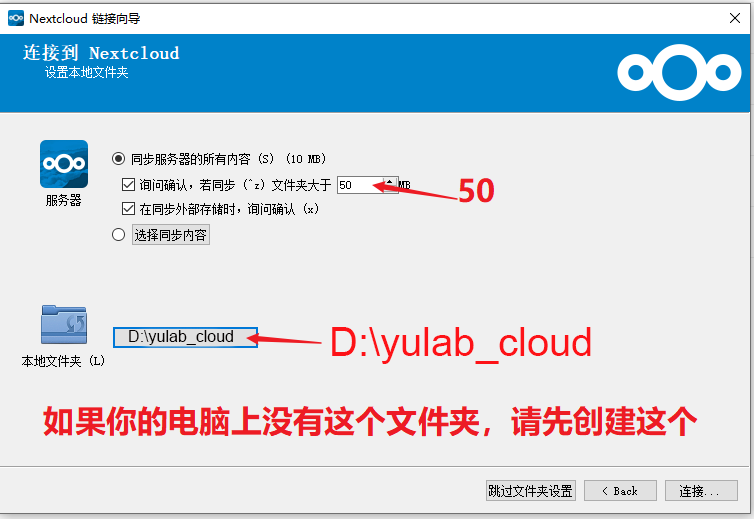 Nextcloud 链接向导
连接到 Nextcloud
设置本地文件夹
同步服务器的所有内容 (S) (10 MB)
询问确认，若同步 (^z) 文件夹大于 50 MB
50
在同步外部存储时，询问确认 (x)
服务器
选择同步内容
D:\yulab_cloud
D:\yulab_cloud
本地文件夹 (L)
如果你的电脑上没有这个文件夹，请先创建这个
跳过文件夹设置
< Back
连接...